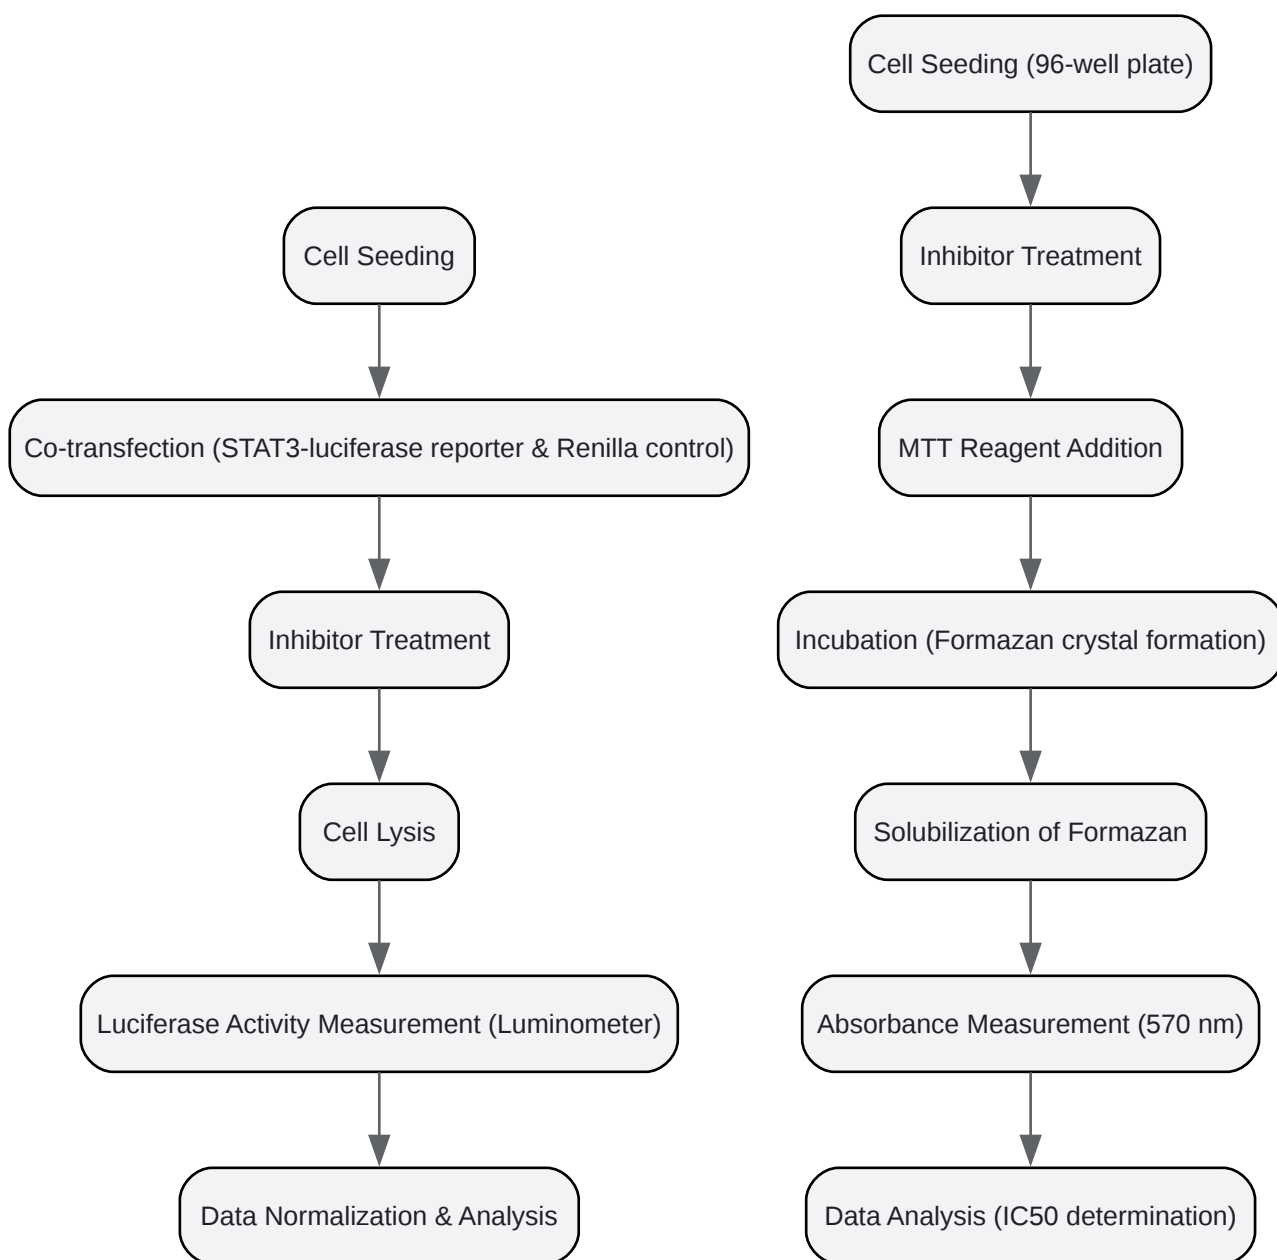 Cell Seeding
Co-transfection (STAT3-luciferase reporter & Renilla control)
Inhibitor Treatment
Cell Lysis
Luciferase Activity Measurement (Luminometer)
Data Normalization & Analysis
Cell Seeding (96-well plate)
Inhibitor Treatment
MTT Reagent Addition
Incubation (Formazan crystal formation)
Solubilization of Formazan
Absorbance Measurement (570 nm)
Data Analysis (IC50 determination)